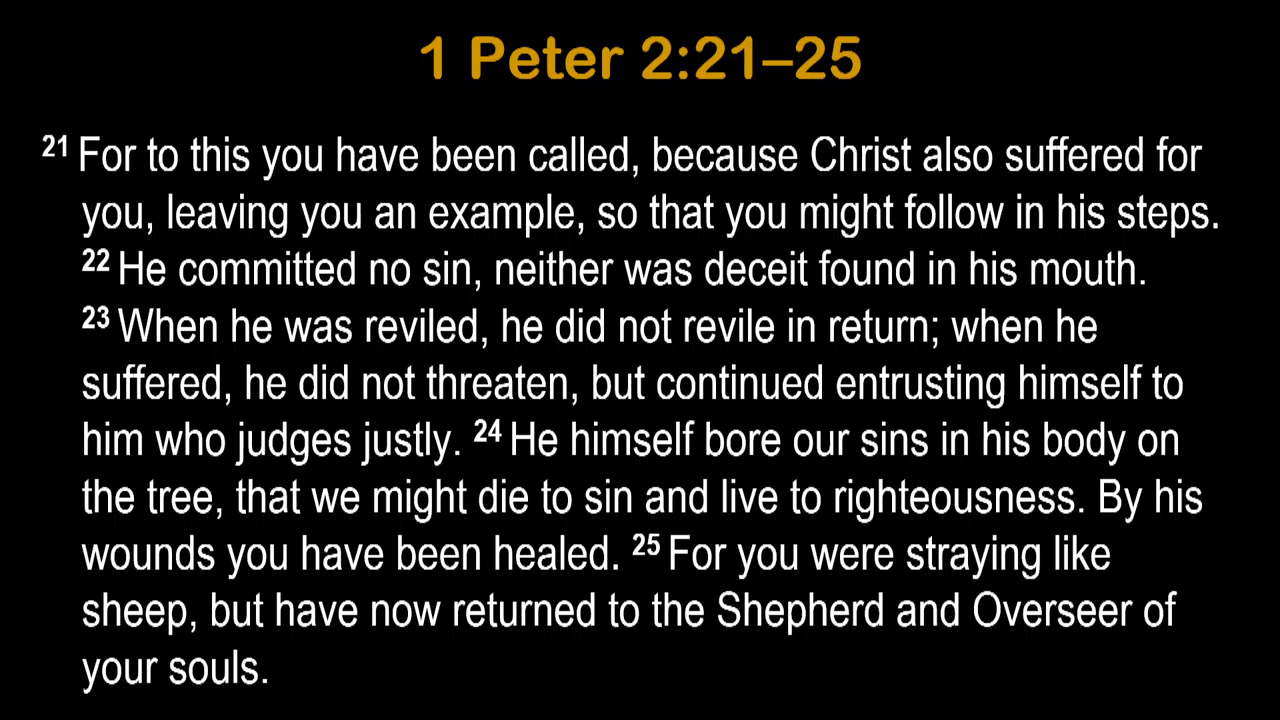 1 Peter 2:21–25
21 For to this you have been called, because Christ also suffered for
you, leaving you an example, so that you might follow in his steps.
22 He committed no sin, neither was deceit found in his mouth.
23 When he was reviled, he did not revile in return; when he
suffered, he did not threaten, but continued entrusting himself to
him who judges justly. 24 He himself bore our sins in his body on
the tree, that we might die to sin and live to righteousness. By his
wounds you have been healed. 25 For you were straying like
sheep, but have now returned to the Shepherd and Overseer of
your souls.